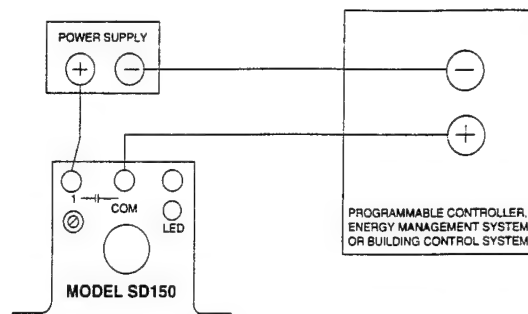 POWER SUPPLY
+ −
−
+
1 COM
LED
MODEL SD150
PROGRAMMABLE CONTROLLER,
ENERGY MANAGEMENT SYSTEM
OR BUILDING CONTROL SYSTEM